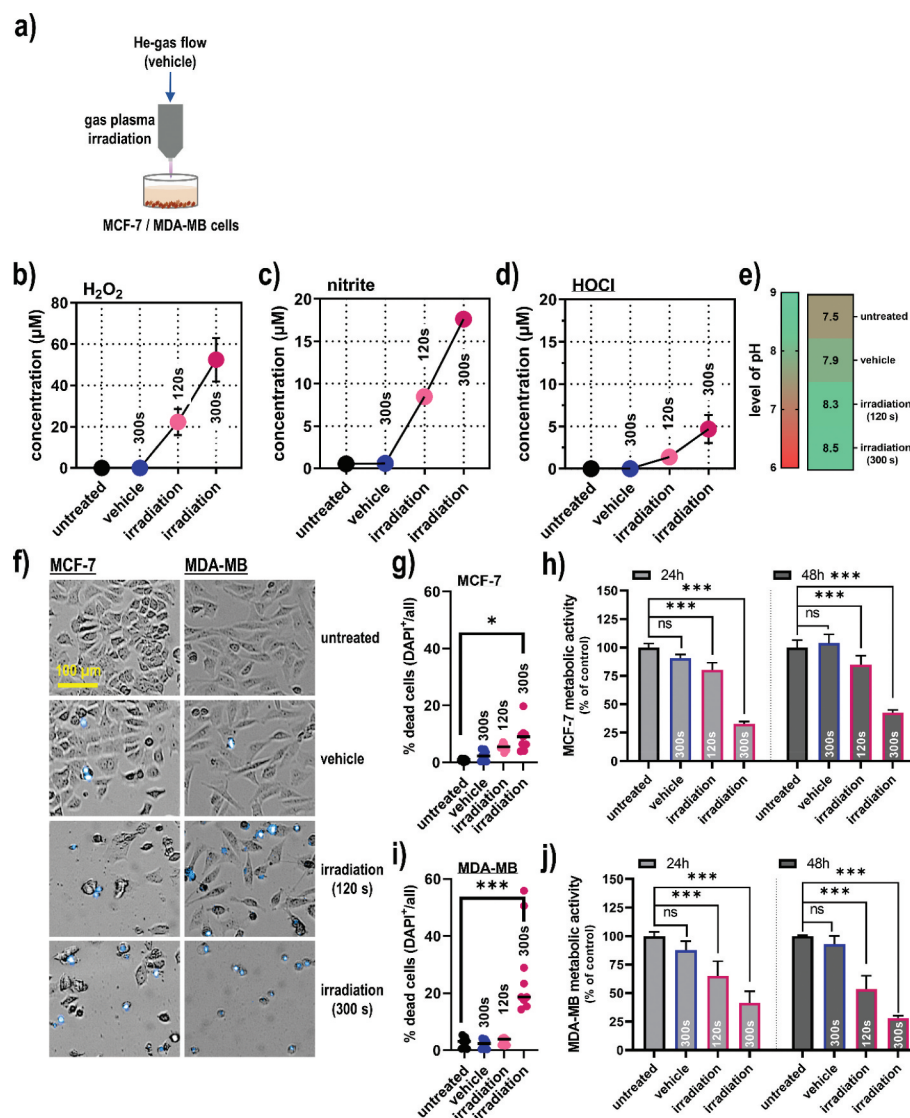 a)
He-gas flow
(vehicle)
gas plasma
irradiation
MCF-7 / MDA-MB cells
b)
H₂O₂
concentration (µM)
80
60
40
20
0
300s
120s
300s
untreated
vehicle
irradiation
irradiation
c)
nitrite
concentration (µM)
20
15
10
5
0
300s
120s
300s
untreated
vehicle
irradiation
irradiation
d)
HOCl
concentration (µM)
20
15
10
5
0
300s
120s
300s
untreated
vehicle
irradiation
irradiation
e)
level of pH
9
8
7
6
7.5
untreated
7.9
vehicle
8.3
irradiation
(120 s)
8.5
irradiation
(300 s)
f)
MCF-7
MDA-MB
100 µm
untreated
vehicle
irradiation
(120 s)
irradiation
(300 s)
g)
MCF-7
% dead cells (DAPI⁺/all)
60
40
20
0
*
300s
120s
300s
untreated
vehicle
irradiation
irradiation
h)
24h
48h
MCF-7 metabolic activity
(% of control)
150
125
100
75
50
25
0
***
***
ns
300s
120s
300s
untreated
vehicle
irradiation
irradiation
***
***
ns
300s
120s
300s
untreated
vehicle
irradiation
irradiation
i)
MDA-MB
% dead cells (DAPI⁺/all)
60
40
20
0
***
300s
120s
300s
untreated
vehicle
irradiation
irradiation
j)
24h
48h
MDA-MB metabolic activity
(% of control)
150
125
100
75
50
25
0
***
***
ns
300s
120s
300s
untreated
vehicle
irradiation
irradiation
***
***
ns
300s
120s
300s
untreated
vehicle
irradiation
irradiation